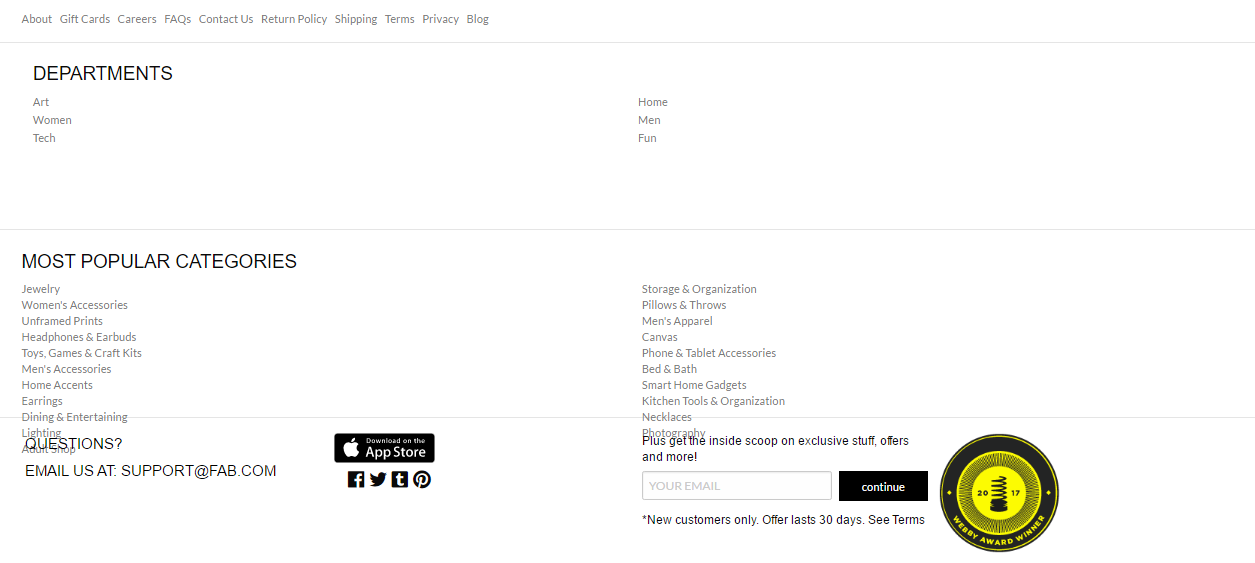 About Gift Cards Careers FAQs Contact Us Return Policy Shipping Terms Privacy Blog
DEPARTMENTS
Art
Women
Tech
Home
Men
Fun
MOST POPULAR CATEGORIES
Jewelry
Women's Accessories
Unframed Prints
Headphones & Earbuds
Toys, Games & Craft Kits
Men's Accessories
Home Accents
Earrings
Dining & Entertaining
Lighting
Adult Shop
Storage & Organization
Pillows & Throws
Men's Apparel
Canvas
Phone & Tablet Accessories
Bed & Bath
Smart Home Gadgets
Kitchen Tools & Organization
Necklaces
Photography
QUESTIONS?
EMAIL US AT: SUPPORT@FAB.COM
Download on the
App Store
Plus get the inside scoop on exclusive stuff, offers
and more!
YOUR EMAIL
continue
*New customers only. Offer lasts 30 days. See Terms
20 17
WEBBY AWARD WINNER